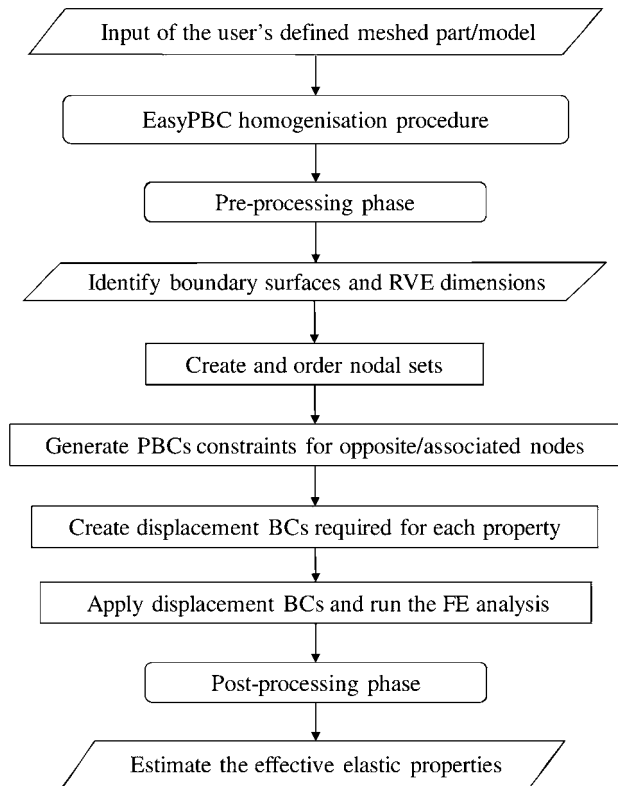 Input of the user's defined meshed part/model
EasyPBC homogenisation procedure
Pre-processing phase
Identify boundary surfaces and RVE dimensions
Create and order nodal sets
Generate PBCs constraints for opposite/associated nodes
Create displacement BCs required for each property
Apply displacement BCs and run the FE analysis
Post-processing phase
Estimate the effective elastic properties